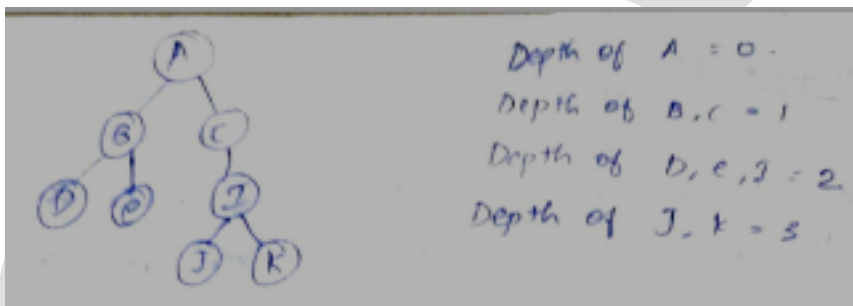 A
B
C
D
e
I
J
K
Depth of A = 0.
Depth of B, C = 1
Depth of D, e, I = 2
Depth of J, K = 3